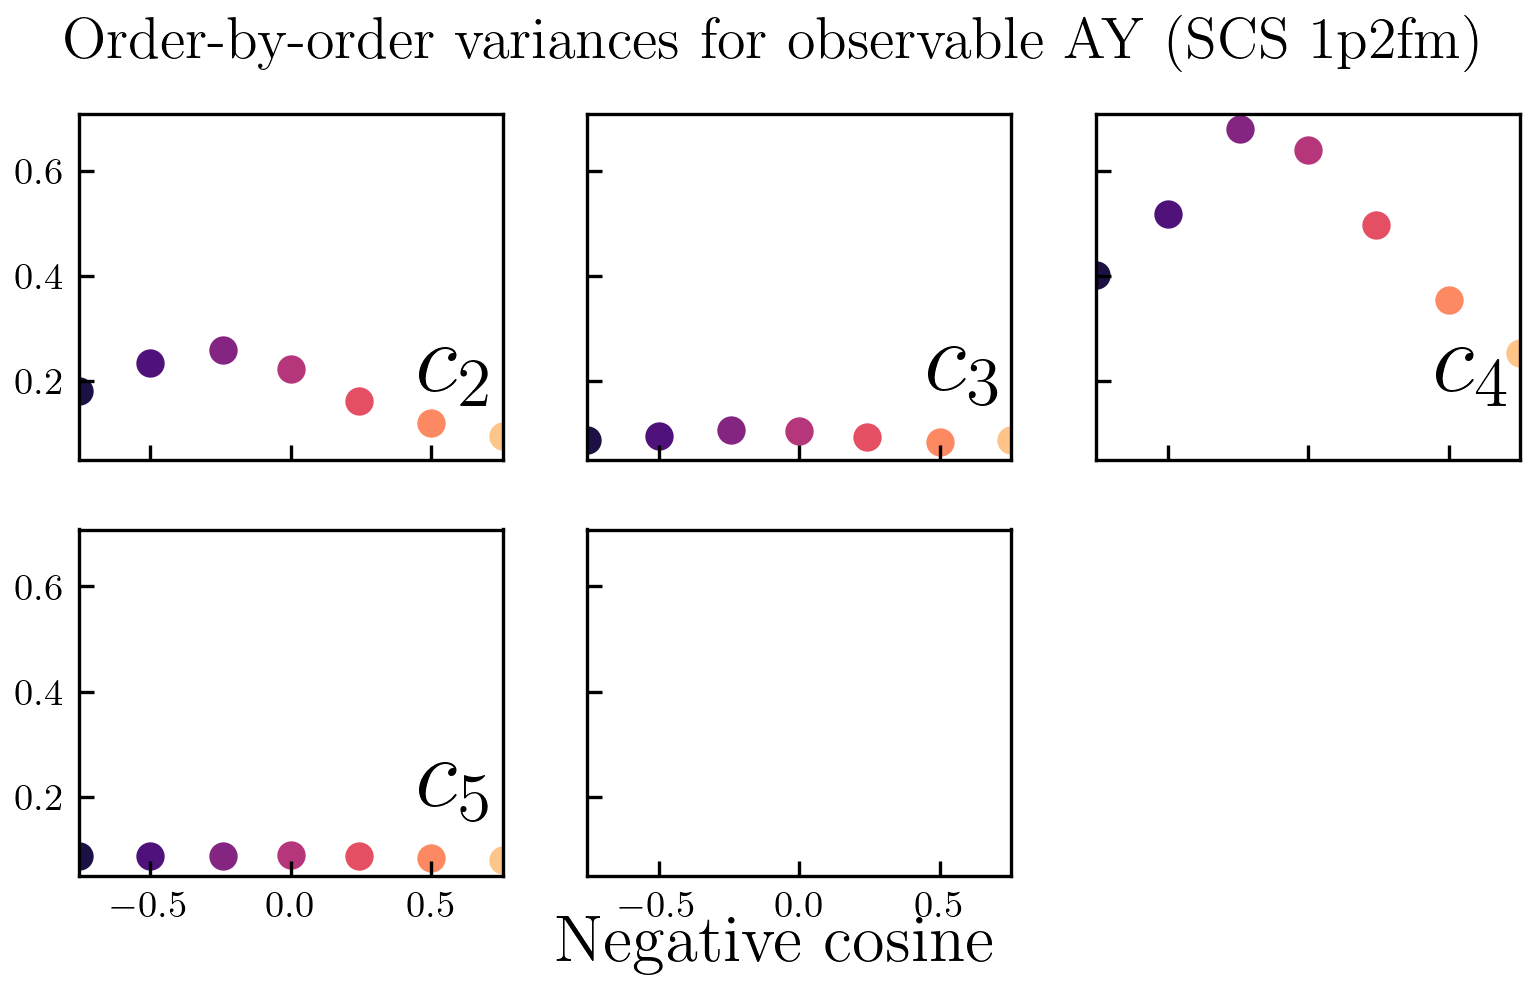 Order-by-order variances for observable AY (SCS 1p2fm)
0.6
0.4
0.2
c2
c3
c4
0.6
0.4
0.2
c5
−0.5 0.0 0.5
−0.5 0.0 0.5
Negative cosine